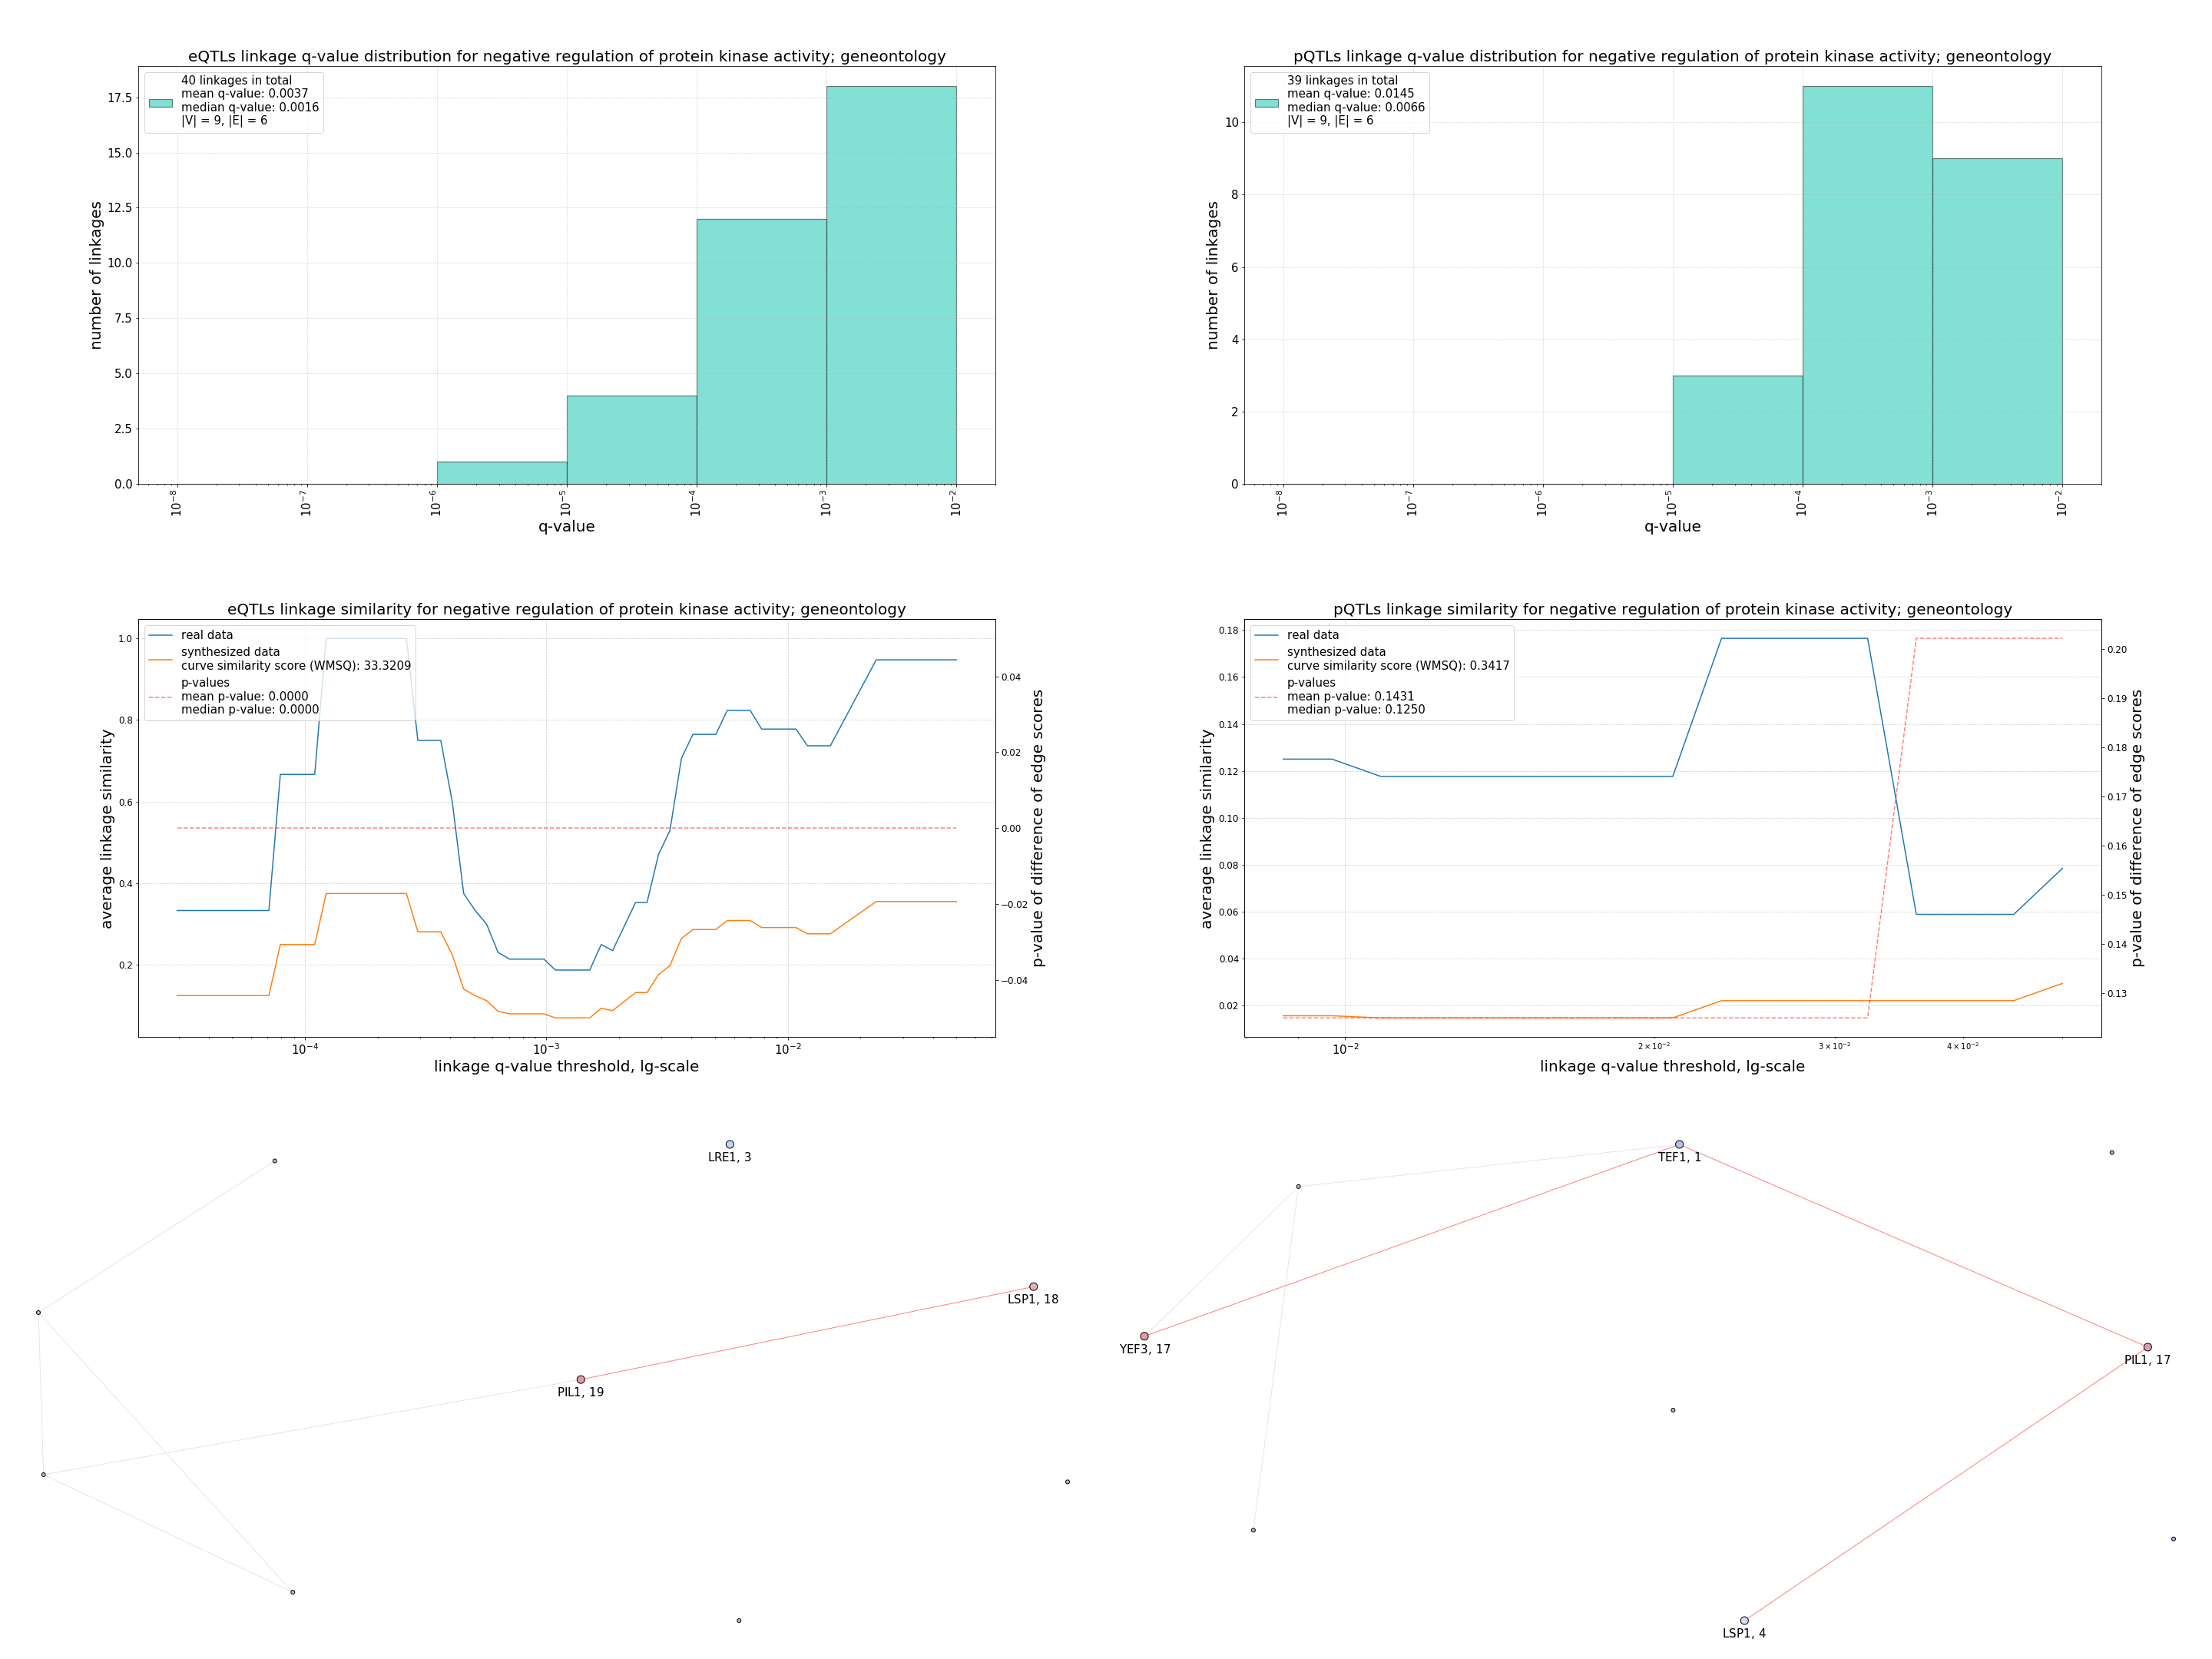 eQTLs linkage q-value distribution for negative regulation of protein kinase activity; geneontology
40 linkages in total
mean q-value: 0.0037
median q-value: 0.0016
|V| = 9, |E| = 6
number of linkages
17.5
15.0
12.5
10.0
7.5
5.0
2.5
0.0
10⁻⁸ 10⁻⁷ 10⁻⁶ 10⁻⁵ 10⁻⁴ 10⁻³ 10⁻²
q-value
pQTLs linkage q-value distribution for negative regulation of protein kinase activity; geneontology
39 linkages in total
mean q-value: 0.0145
median q-value: 0.0066
|V| = 9, |E| = 6
number of linkages
10
8
6
4
2
0
10⁻⁸ 10⁻⁷ 10⁻⁶ 10⁻⁵ 10⁻⁴ 10⁻³ 10⁻²
q-value
eQTLs linkage similarity for negative regulation of protein kinase activity; geneontology
real data
synthesized data
curve similarity score (WMSQ): 33.3209
p-values
mean p-value: 0.0000
median p-value: 0.0000
average linkage similarity
1.0
0.8
0.6
0.4
0.2
0.04
0.02
0.00
−0.02
−0.04
p-value of difference of edge scores
10⁻⁴ 10⁻³ 10⁻²
linkage q-value threshold, lg-scale
pQTLs linkage similarity for negative regulation of protein kinase activity; geneontology
real data
synthesized data
curve similarity score (WMSQ): 0.3417
p-values
mean p-value: 0.1431
median p-value: 0.1250
average linkage similarity
0.18
0.16
0.14
0.12
0.10
0.08
0.06
0.04
0.02
0.20
0.19
0.18
0.17
0.16
0.15
0.14
0.13
p-value of difference of edge scores
10⁻² 2 × 10⁻² 3 × 10⁻² 4 × 10⁻²
linkage q-value threshold, lg-scale
LRE1, 3
LSP1, 18
PIL1, 19
TEF1, 1
YEF3, 17
PIL1, 17
LSP1, 4